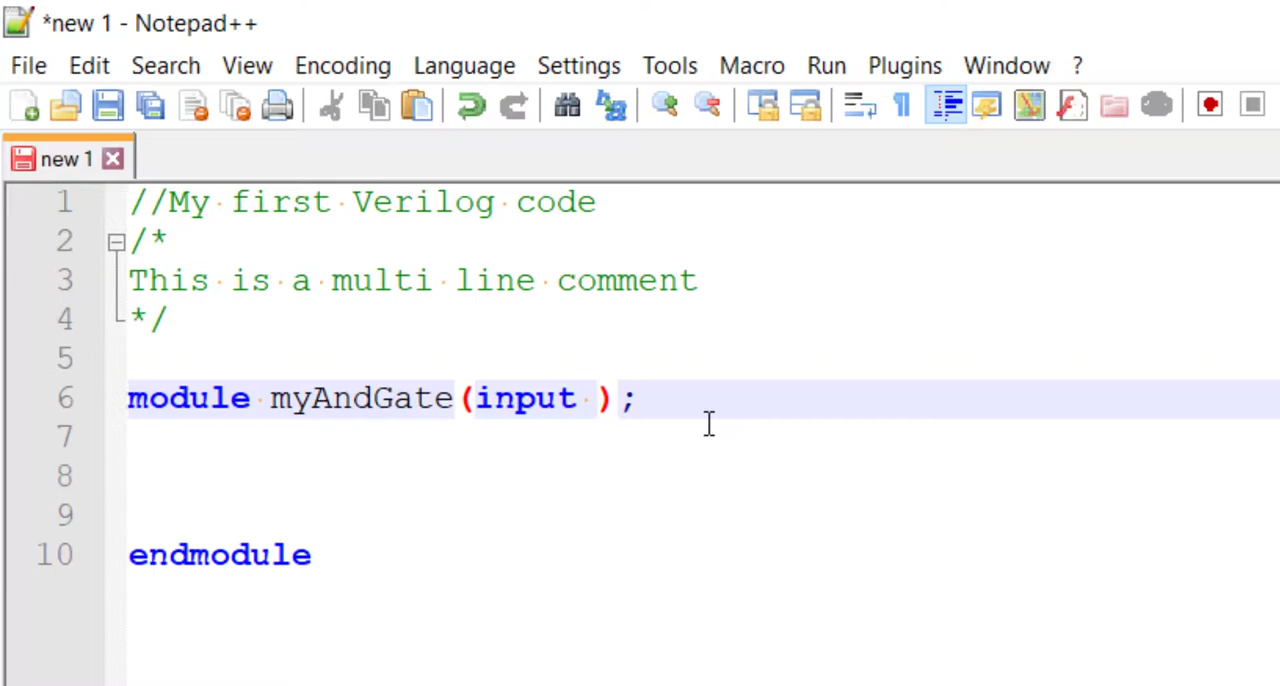 *new 1 - Notepad++
File Edit Search View Encoding Language Settings Tools Macro Run Plugins Window ?
new 1
1 //My first Verilog code
2 /*
3 This is a multi line comment
4 */
5
6 module myAndGate(input );
7
8
9
10 endmodule